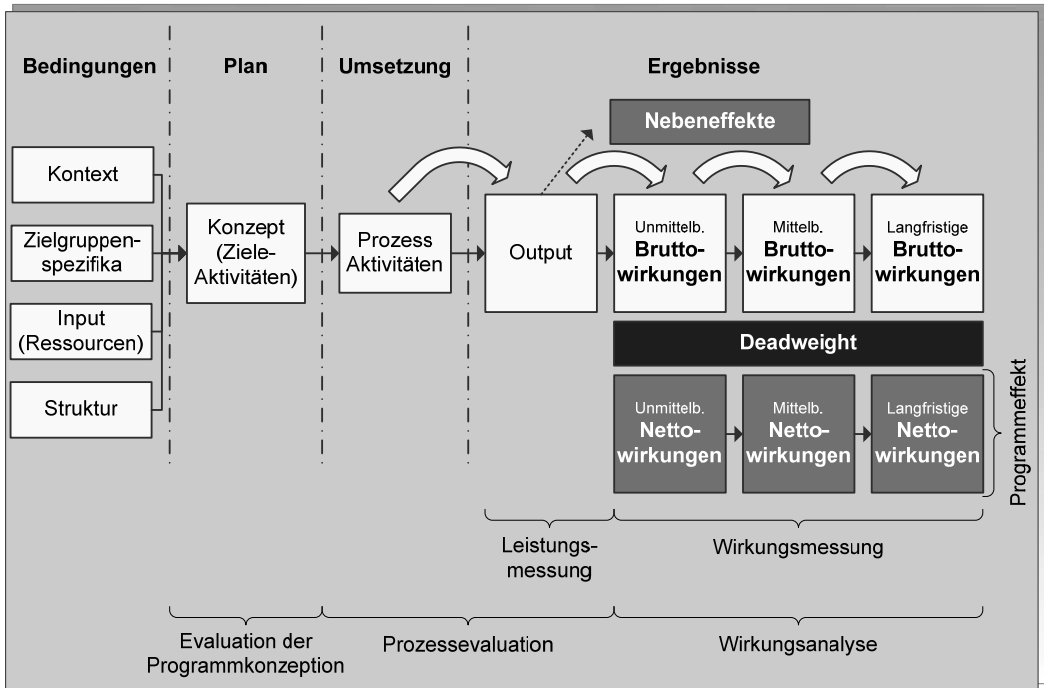 Bedingungen
Plan
Umsetzung
Ergebnisse
Nebeneffekte
Kontext
Zielgruppen-
spezifika
Input
(Ressourcen)
Struktur
Konzept
(Ziele-
Aktivitäten)
Prozess
Aktivitäten
Output
Unmittelb.
Brutto-
wirkungen
Mittelb.
Brutto-
wirkungen
Langfristige
Brutto-
wirkungen
Deadweight
Unmittelb.
Netto-
wirkungen
Mittelb.
Netto-
wirkungen
Langfristige
Netto-
wirkungen
Programmeffekt
Leistungs-
messung
Wirkungsmessung
Evaluation der
Programmkonzeption
Prozessevaluation
Wirkungsanalyse